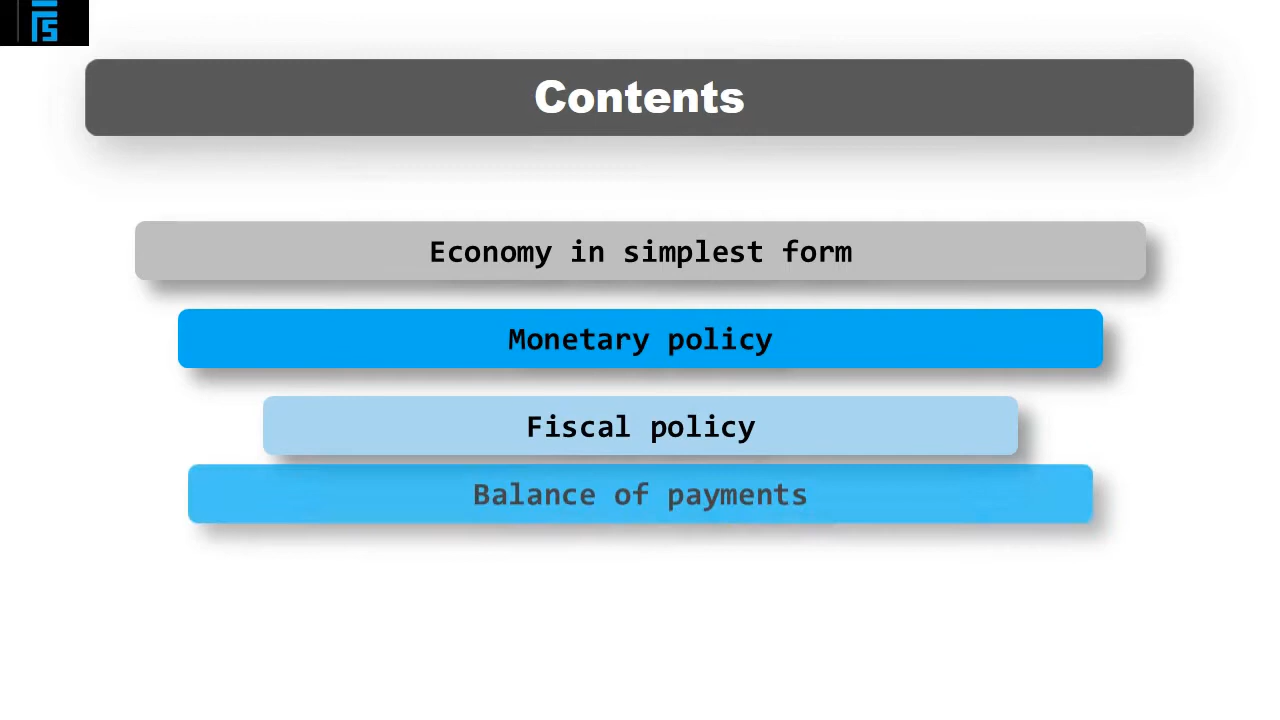 Contents
Economy in simplest form
Monetary policy
Fiscal policy
Balance of payments